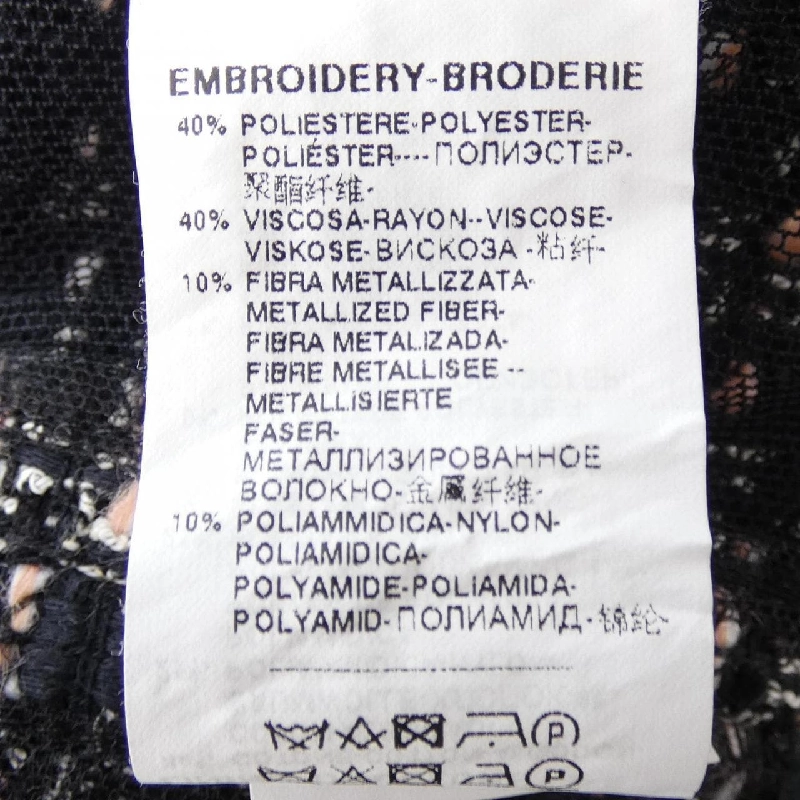 EMBROIDERY-BRODERIE
40% POLIESTERE-POLYESTER-
POLIÉSTER----ПОЛИЭСТЕР-
聚酯纤维-
40% VISCOSA-RAYON--VISCOSE-
VISKOSE-ВИСКОЗА-粘纤-
10% FIBRA METALLIZZATA-
METALLIZED FIBER-
FIBRA METALIZADA-
FIBRE METALLISEE --
METALLISIERTE
FASER-
МЕТАЛЛИЗИРОВАННОЕ
ВОЛОКНО-金属纤维-
10% POLIAMMIDICA-NYLON-
POLIAMIDICA-
POLYAMIDE-POLIAMIDA-
POLYAMID-ПОЛИАМИД-锦纶-
P
P